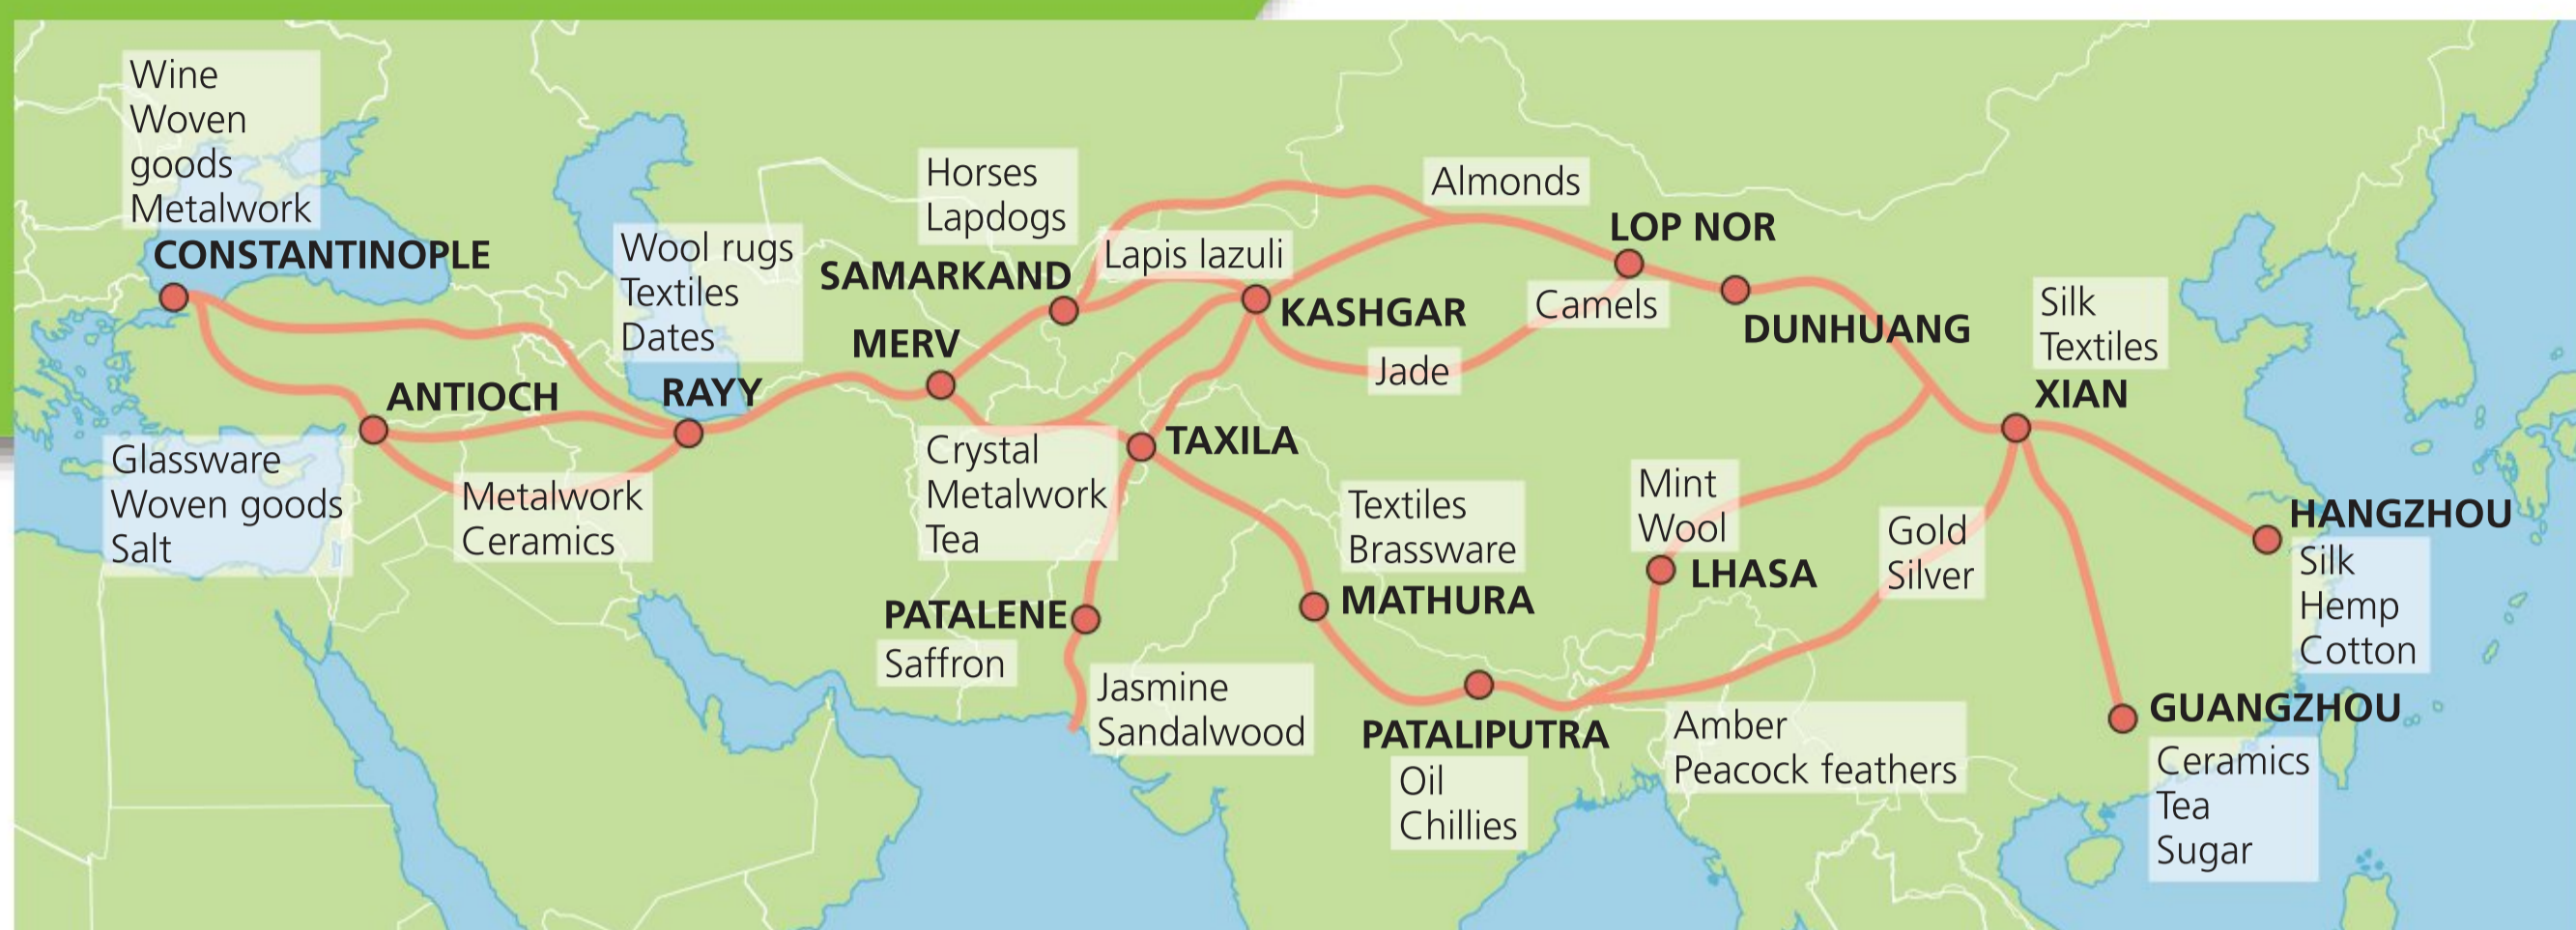 Wine
Woven
goods
Metalwork
CONSTANTINOPLE
Wool rugs
Textiles
Dates
Horses
Lapdogs
SAMARKAND
Lapis lazuli
Almonds
LOP NOR
KASHGAR
Camels
DUNHUANG
Silk
Textiles
XIAN
MERV
Jade
ANTIOCH
RAYY
Glassware
Woven goods
Salt
Metalwork
Ceramics
Crystal
Metalwork
Tea
TAXILA
Textiles
Brassware
MATHURA
Mint
Wool
LHASA
Gold
Silver
HANGZHOU
Silk
Hemp
Cotton
PATALENE
Saffron
Jasmine
Sandalwood
PATALIPUTRA
Oil
Chillies
Amber
Peacock feathers
GUANGZHOU
Ceramics
Tea
Sugar